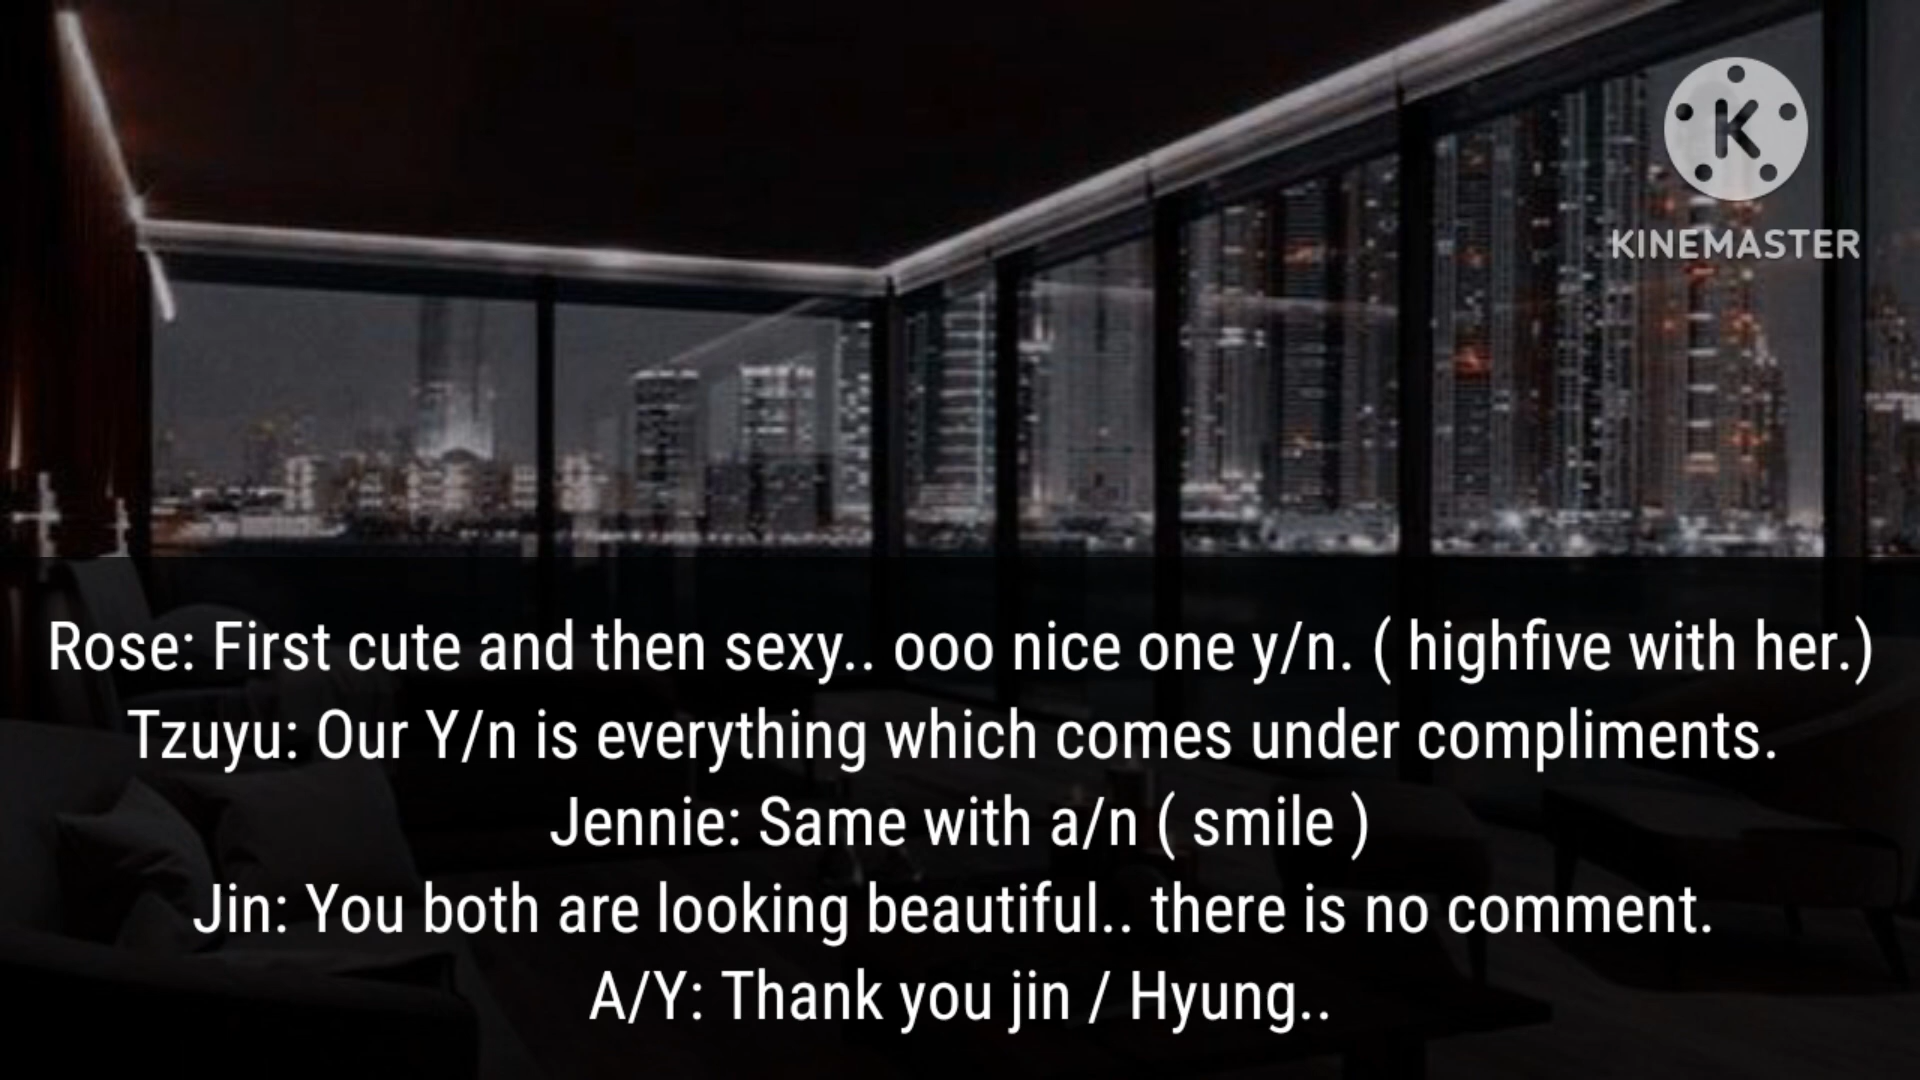 K
KINEMASTER
Rose: First cute and then sexy.. ooo nice one y/n. ( highfive with her.)
Tzuyu: Our Y/n is everything which comes under compliments.
Jennie: Same with a/n ( smile )
Jin: You both are looking beautiful.. there is no comment.
A/Y: Thank you jin / Hyung..